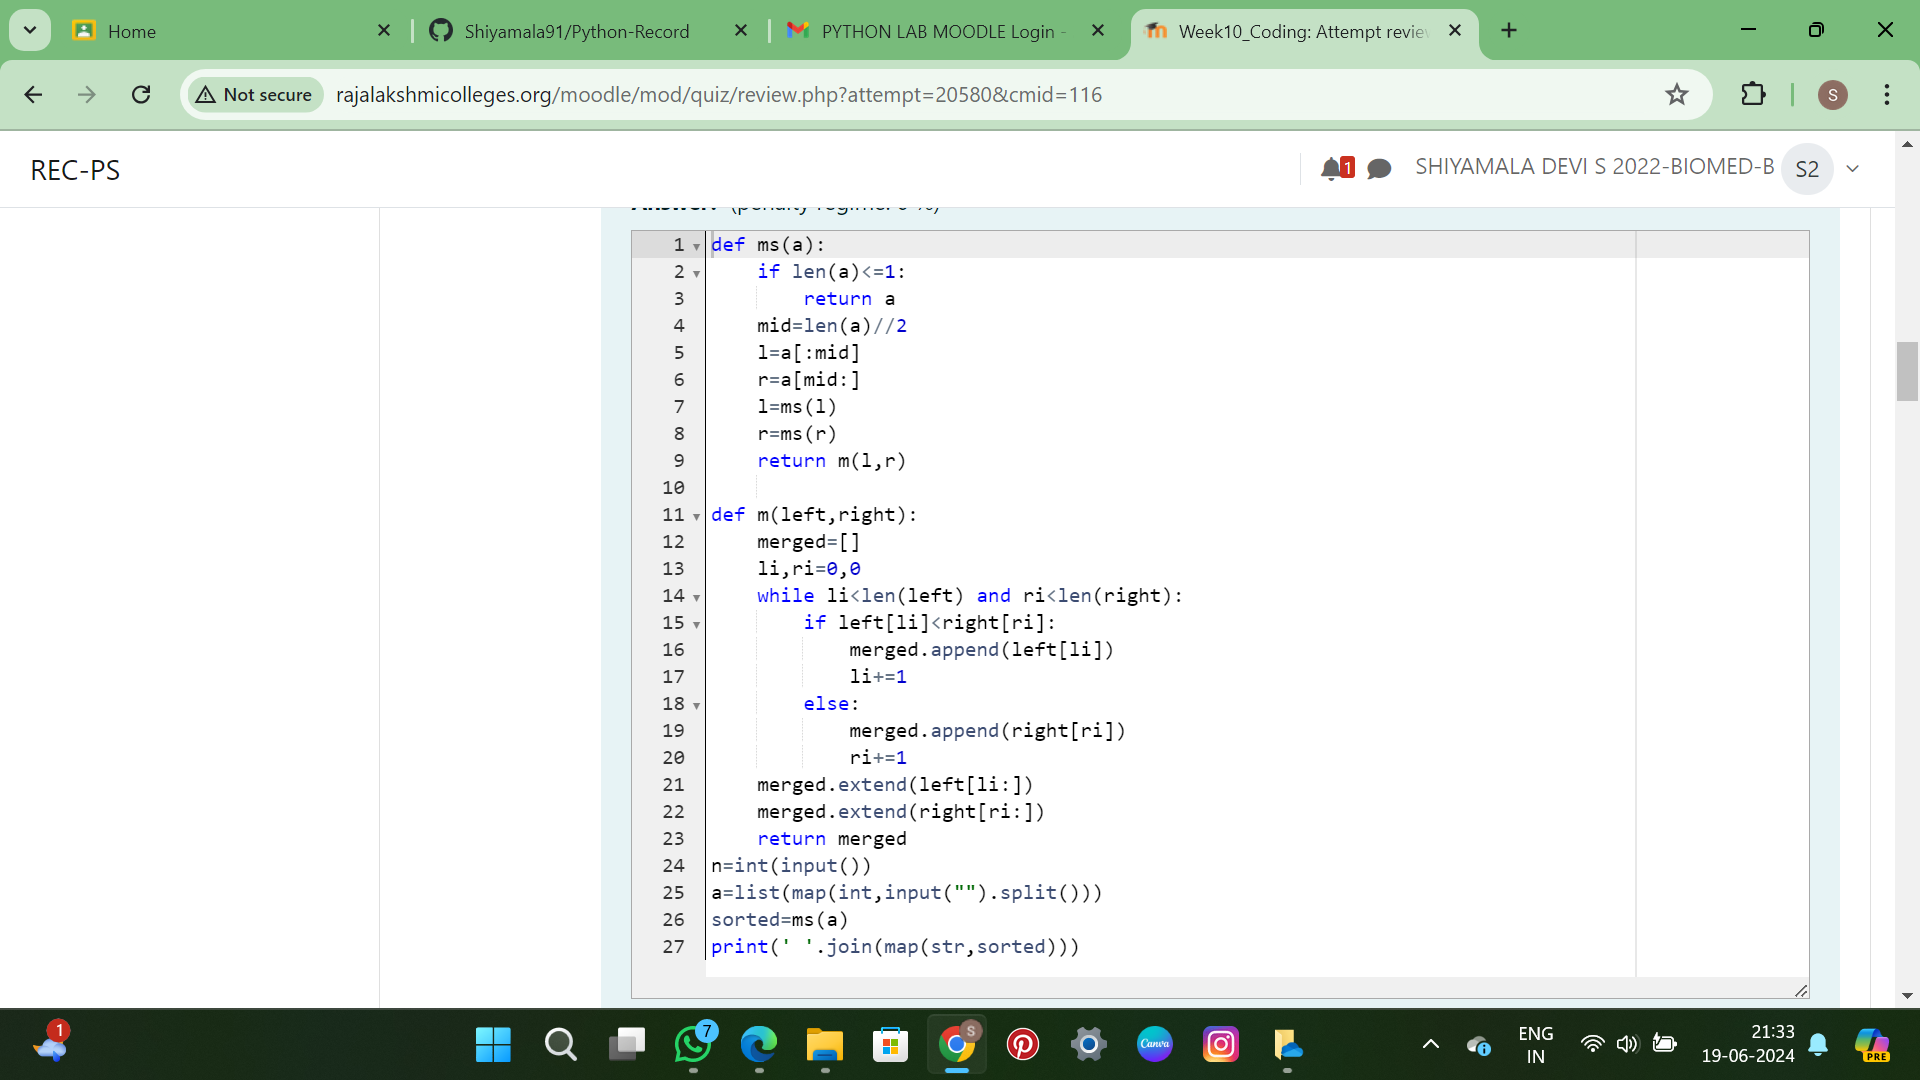 Home
Shiyamala91/Python-Record
PYTHON LAB MOODLE Login -
Week10_Coding: Attempt review
Not secure
rajalakshmicolleges.org/moodle/mod/quiz/review.php?attempt=20580&cmid=116
S
REC-PS
1
SHIYAMALA DEVI S 2022-BIOMED-B
S2
1 def ms(a):
2     if len(a)<=1:
3         return a
4     mid=len(a)//2
5     l=a[:mid]
6     r=a[mid:]
7     l=ms(l)
8     r=ms(r)
9     return m(l,r)
10
11 def m(left,right):
12     merged=[]
13     li,ri=0,0
14     while li<len(left) and ri<len(right):
15         if left[li]<right[ri]:
16             merged.append(left[li])
17             li+=1
18         else:
19             merged.append(right[ri])
20             ri+=1
21     merged.extend(left[li:])
22     merged.extend(right[ri:])
23     return merged
24 n=int(input())
25 a=list(map(int,input("").split()))
26 sorted=ms(a)
27 print(' '.join(map(str,sorted)))
1
7
S
Canva
ENG
IN
21:33
19-06-2024
PRE